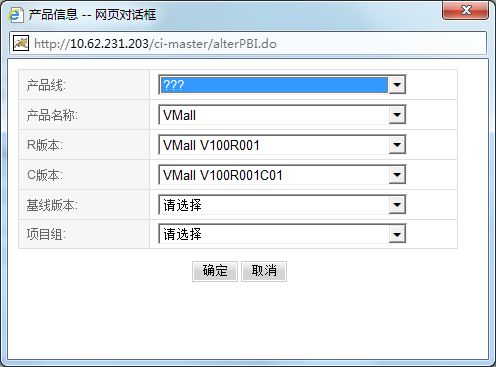 产品信息 -- 网页对话框
http://10.62.231.203/ci-master/alterPBI.do
产品线: ???
产品名称: VMall
R版本: VMall V100R001
C版本: VMall V100R001C01
基线版本: 请选择
项目组: 请选择
确定 取消